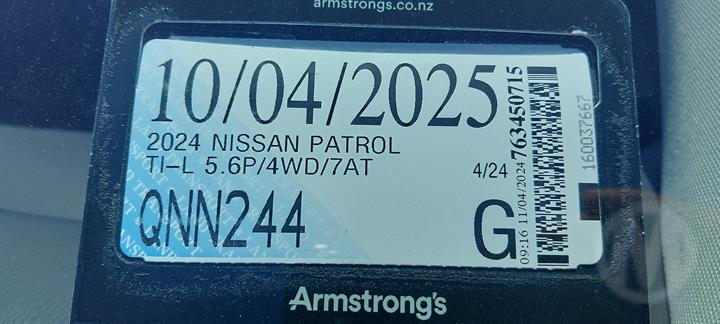 armstrongs.co.nz
10/04/2025
2024 NISSAN PATROL
TI-L 5.6P/4WD/7AT
4/24
QNN244
G
09:16 11/04/2024 763450715
160037667
Armstrong's